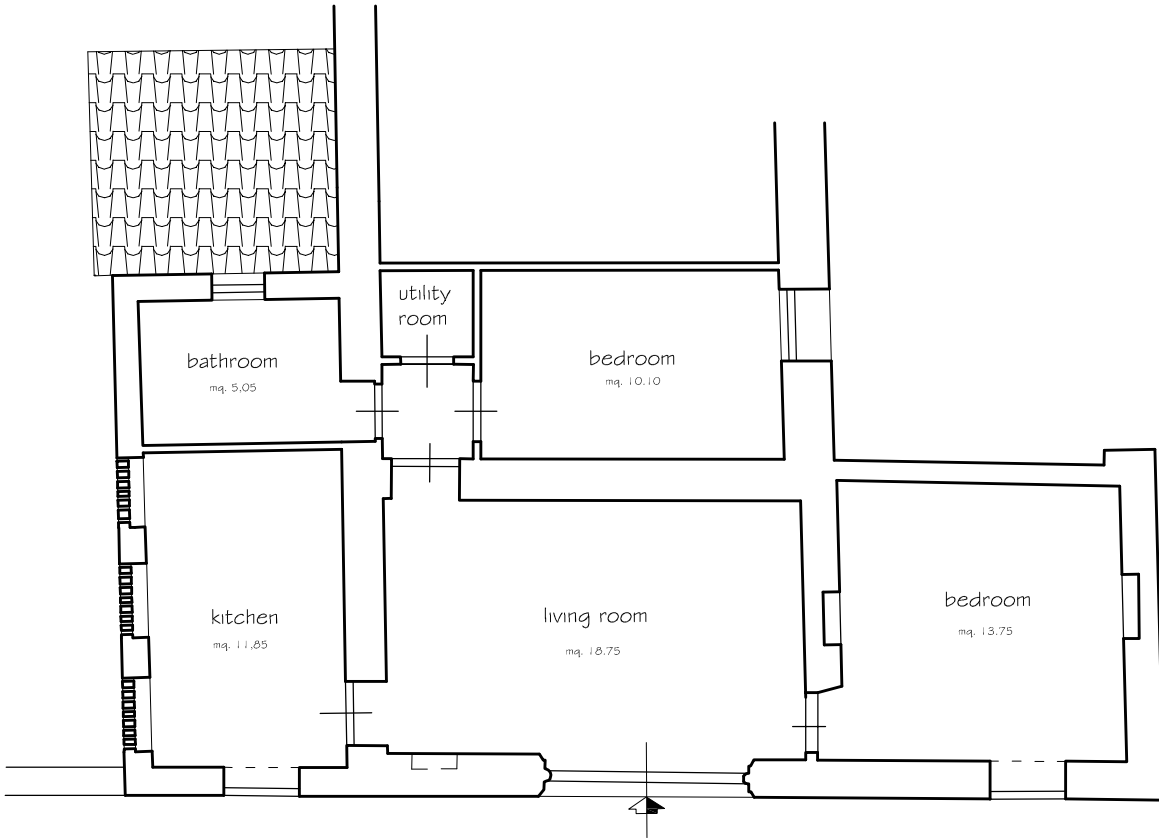 utility
room
bathroom
mq. 5,05
bedroom
mq. 10.10
kitchen
mq. 11,85
living room
mq. 18.75
bedroom
mq. 13.75